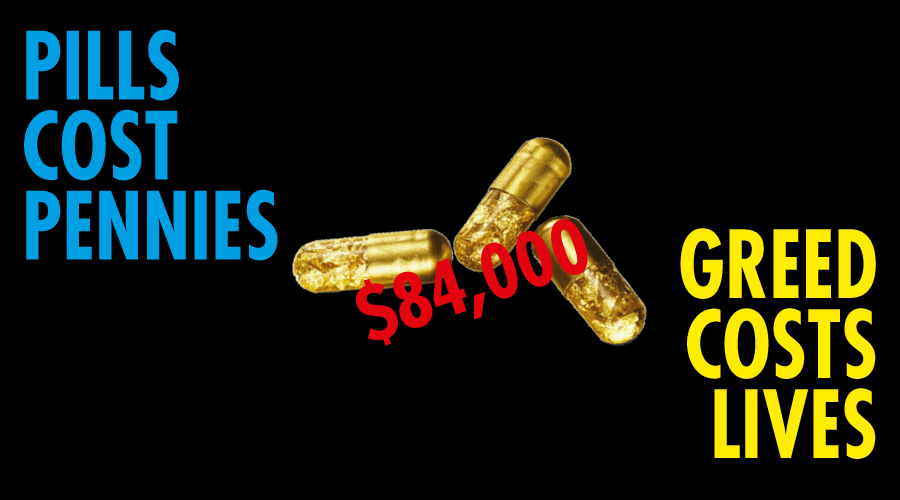 PILLS
COST
PENNIES
$84,000
GREED
COSTS
LIVES